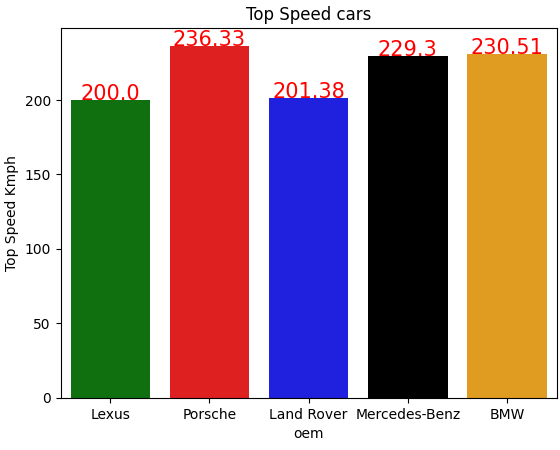 Top Speed cars
200.0
236.33
201.38
229.3
230.51
Top Speed Kmph
200
150
100
50
0
Lexus
Porsche
Land Rover
Mercedes-Benz
BMW
oem